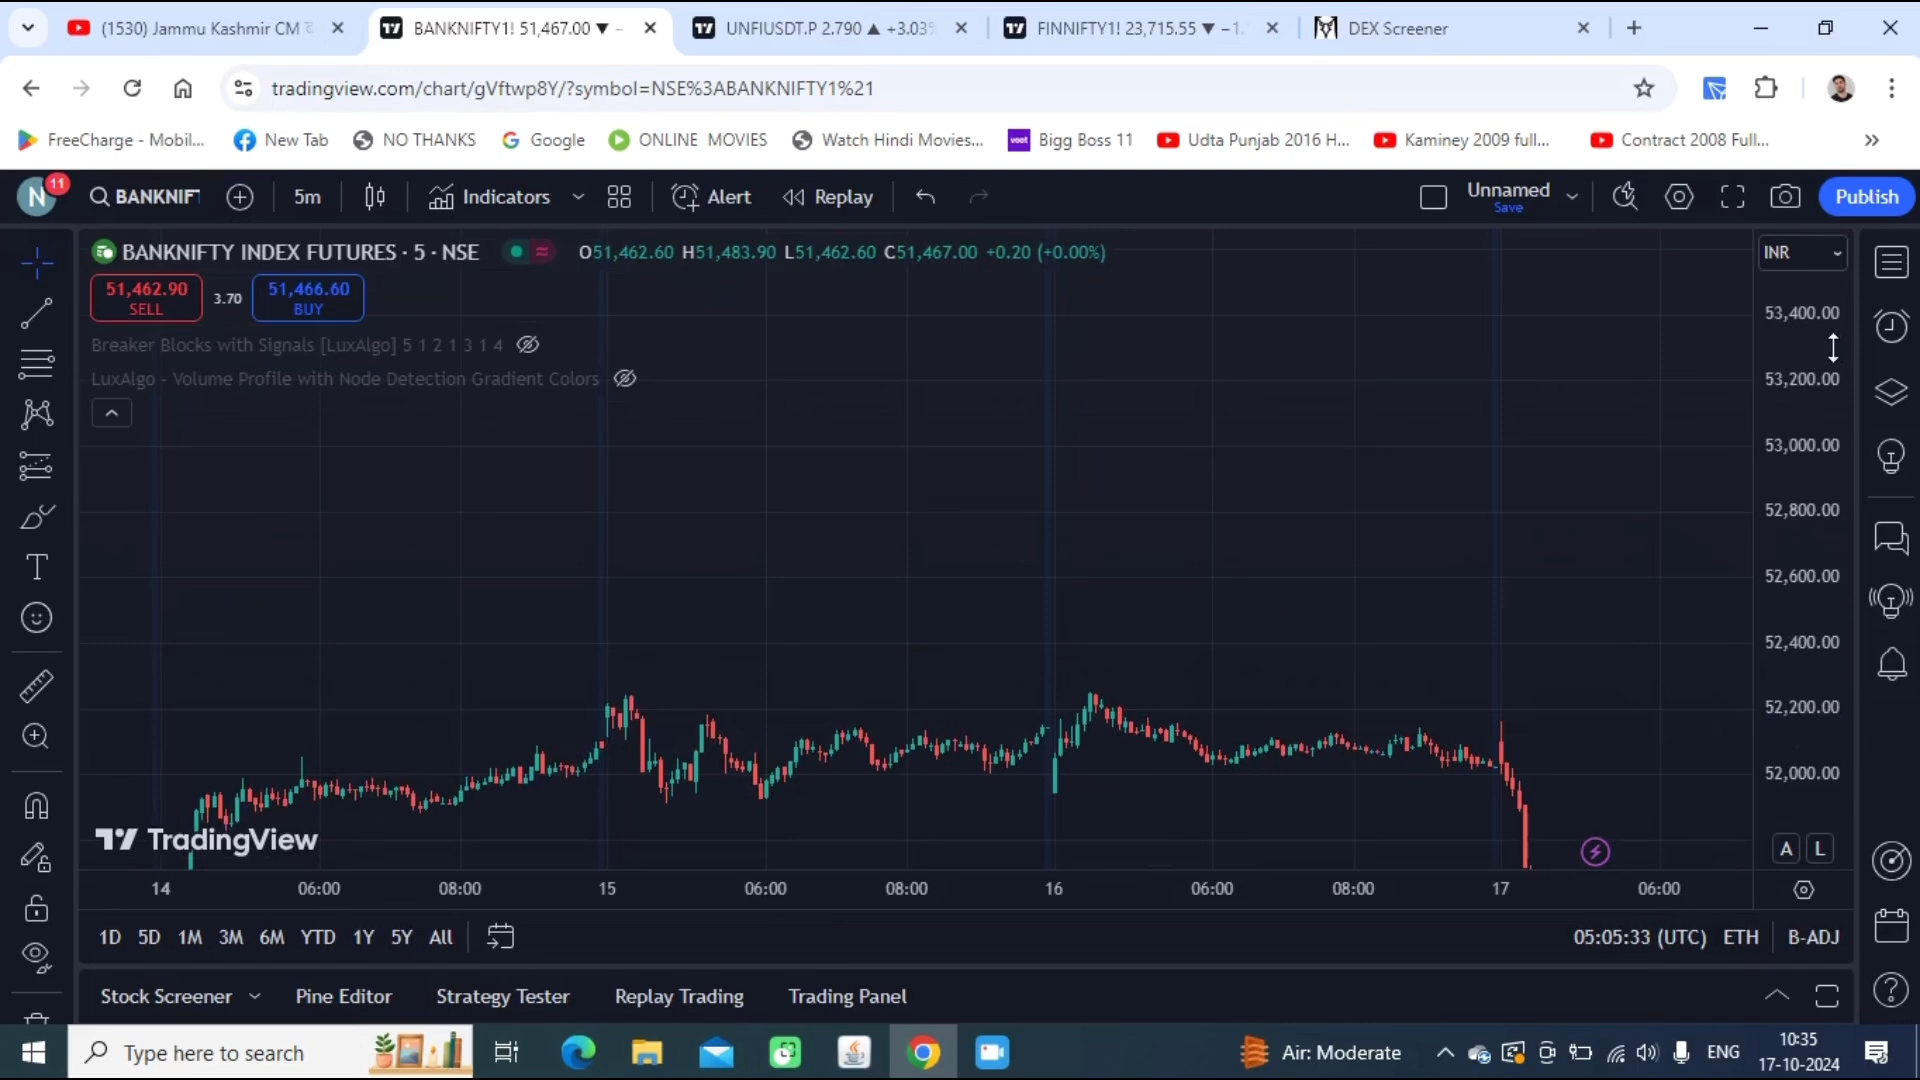 (1530) Jammu Kashmir CM
BANKNIFTY1! 51,467.00 ▼ –
UNFIUSDT.P 2.790 ▲ +3.03%
FINNIFTY1! 23,715.55 ▼ −1.
DEX Screener
tradingview.com/chart/gVftwp8Y/?symbol=NSE%3ABANKNIFTY1%21
FreeCharge - Mobil...
New Tab
NO THANKS
Google
ONLINE MOVIES
Watch Hindi Movies...
voot
Bigg Boss 11
Udta Punjab 2016 H...
Kaminey 2009 full...
Contract 2008 Full...
»
N
11
BANKNIFT
5m
Indicators
Alert
Replay
Unnamed
Save
Publish
BANKNIFTY INDEX FUTURES · 5 · NSE
O51,462.60 H51,483.90 L51,462.60 C51,467.00 +0.20 (+0.00%)
INR
51,462.90
SELL
3.70
51,466.60
BUY
Breaker Blocks with Signals [LuxAlgo] 5 1 2 1 3 1 4
LuxAlgo - Volume Profile with Node Detection Gradient Colors
53,400.00
53,200.00
53,000.00
52,800.00
52,600.00
52,400.00
52,200.00
52,000.00
TradingView
A L
14 06:00 08:00 15 06:00 08:00 16 06:00 08:00 17 06:00
1D 5D 1M 3M 6M YTD 1Y 5Y All
05:05:33 (UTC) ETH B-ADJ
Stock Screener Pine Editor Strategy Tester Replay Trading Trading Panel
Type here to search
Air: Moderate
ENG
10:35
17-10-2024